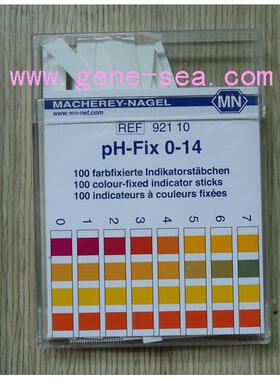 www.gene-sea.com
MACHEREY-NAGEL
www.mn-net.com
MN
REF 921 10
pH-Fix 0-14
100 farbfixierte Indikatorstäbchen
100 colour-fixed indicator sticks
100 indicateurs à couleurs fixées
0 1 2 3 4 5 6 7